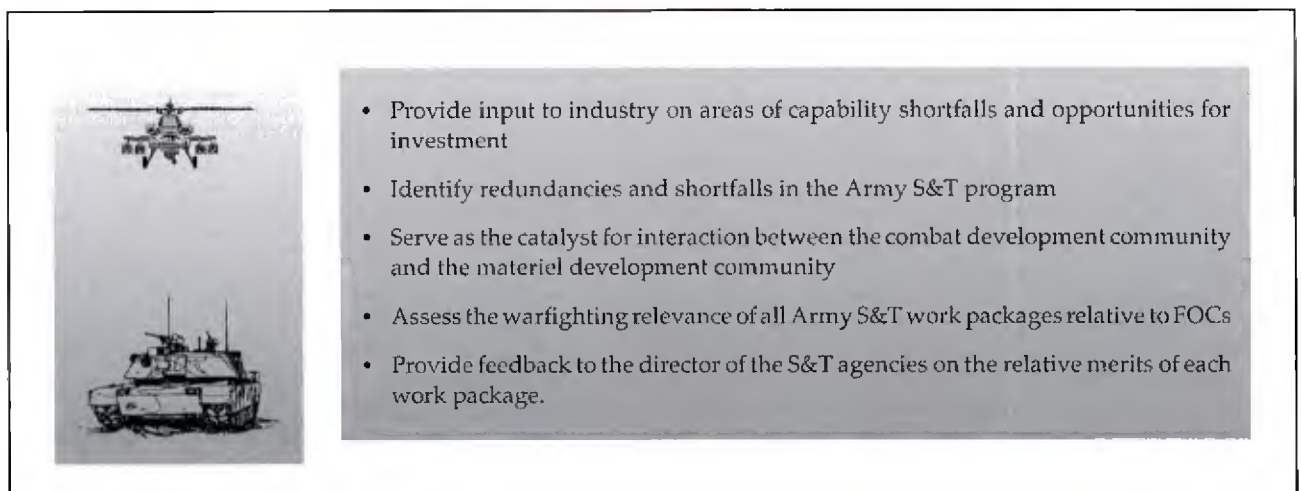 • Provide input to industry on areas of capability shortfalls and opportunities for
investment
• Identify redundancies and shortfalls in the Army S&T program
• Serve as the catalyst for interaction between the combat development community
and the materiel development community
• Assess the warfighting relevance of all Army S&T work packages relative to FOCs
• Provide feedback to the director of the S&T agencies on the relative merits of each
work package.